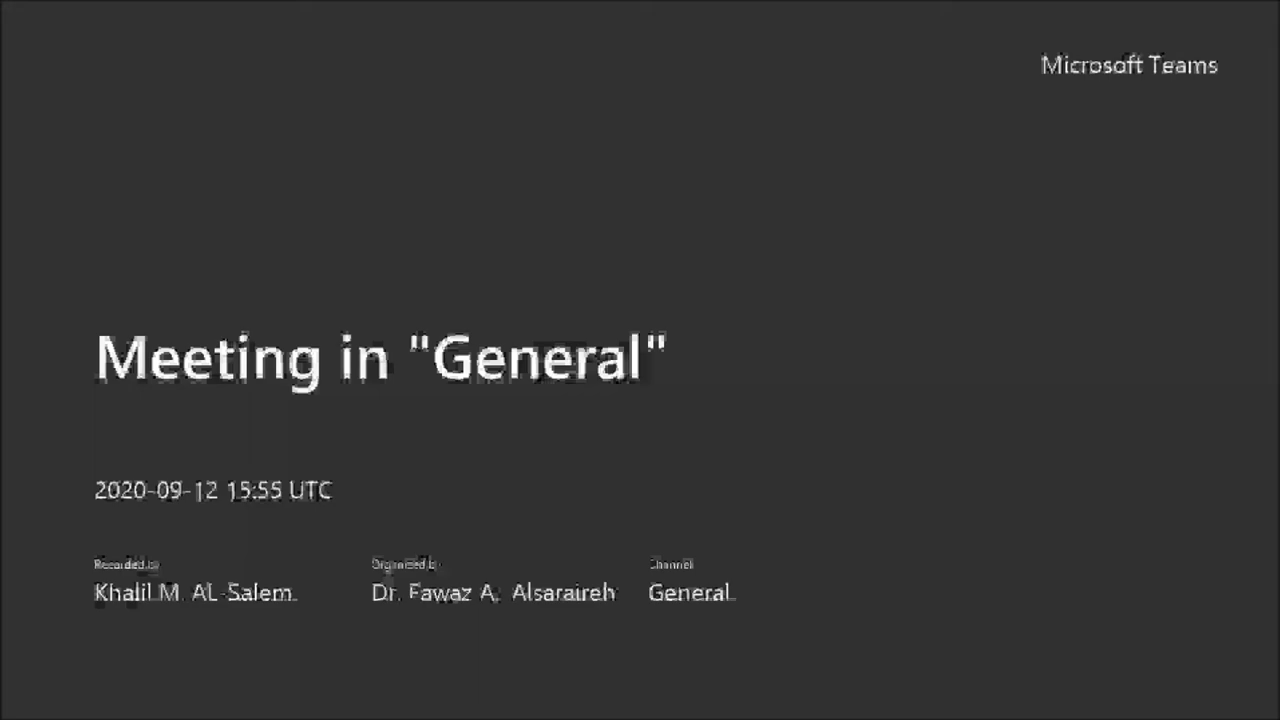 Microsoft Teams
Meeting in "General"
2020-09-12 15:55 UTC
Recorded by
Organized by
Channel
Khalil M. AL-Salem
Dr. Fawaz A. Alsaraireh
General